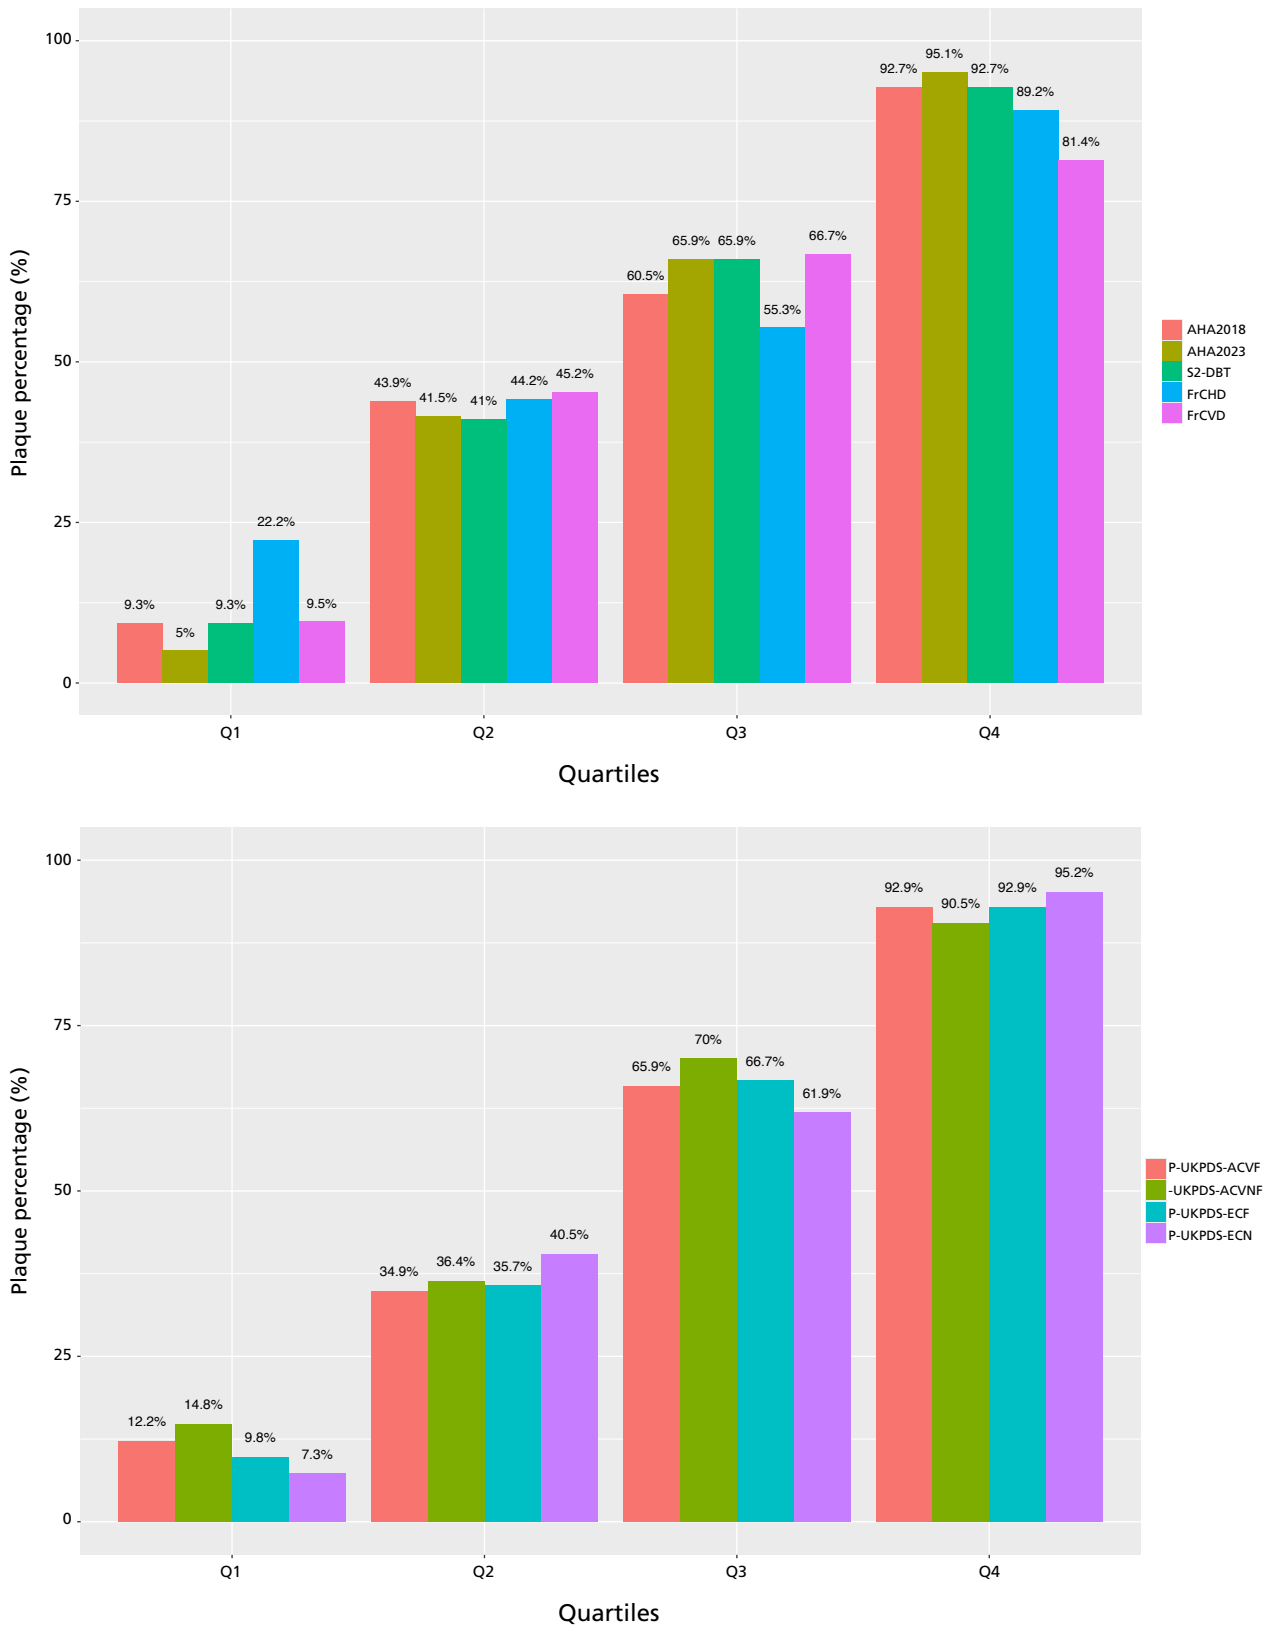 100
75
50
25
0
Plaque percentage (%)
9.3%
5%
9.3%
22.2%
9.5%
43.9%
41.5%
41%
44.2%
45.2%
60.5%
65.9%
65.9%
55.3%
66.7%
92.7%
95.1%
92.7%
89.2%
81.4%
Q1
Q2
Q3
Q4
Quartiles
AHA2018
AHA2023
S2-DBT
FrCHD
FrCVD
100
75
50
25
0
Plaque percentage (%)
12.2%
14.8%
9.8%
7.3%
34.9%
36.4%
35.7%
40.5%
65.9%
70%
66.7%
61.9%
92.9%
90.5%
92.9%
95.2%
Q1
Q2
Q3
Q4
Quartiles
P-UKPDS-ACVF
-UKPDS-ACVNF
P-UKPDS-ECF
P-UKPDS-ECN